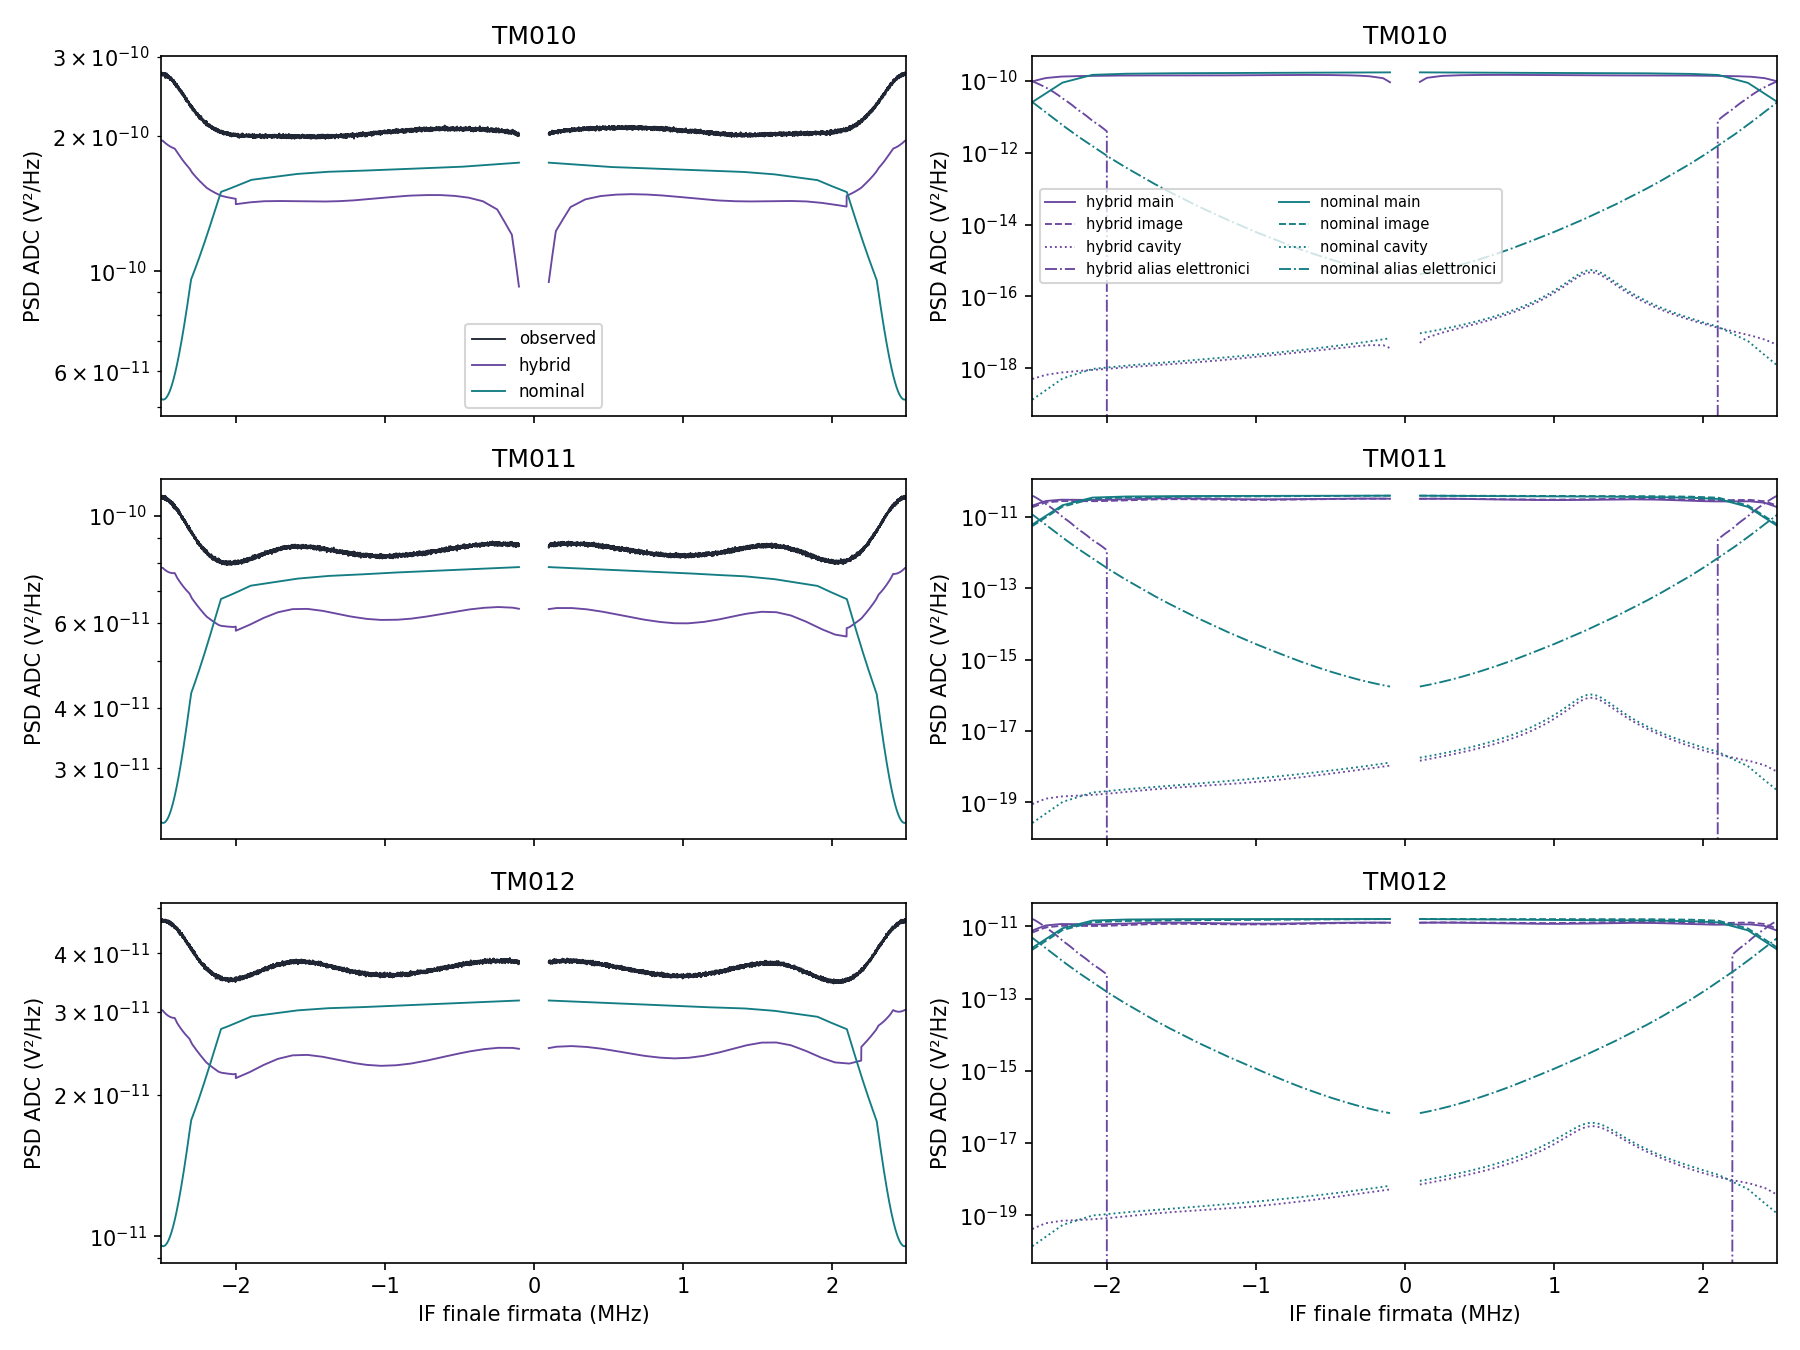 TM010
TM010
PSD ADC (V²/Hz)
3 × 10⁻¹⁰
2 × 10⁻¹⁰
10⁻¹⁰
6 × 10⁻¹¹
observed
hybrid
nominal
PSD ADC (V²/Hz)
10⁻¹⁰
10⁻¹²
10⁻¹⁴
10⁻¹⁶
10⁻¹⁸
hybrid main
hybrid image
hybrid cavity
hybrid alias elettronici
nominal main
nominal image
nominal cavity
nominal alias elettronici
TM011
TM011
PSD ADC (V²/Hz)
10⁻¹⁰
6 × 10⁻¹¹
4 × 10⁻¹¹
3 × 10⁻¹¹
PSD ADC (V²/Hz)
10⁻¹¹
10⁻¹³
10⁻¹⁵
10⁻¹⁷
10⁻¹⁹
TM012
TM012
PSD ADC (V²/Hz)
4 × 10⁻¹¹
3 × 10⁻¹¹
2 × 10⁻¹¹
10⁻¹¹
−2 −1 0 1 2
IF finale firmata (MHz)
PSD ADC (V²/Hz)
10⁻¹¹
10⁻¹³
10⁻¹⁵
10⁻¹⁷
10⁻¹⁹
−2 −1 0 1 2
IF finale firmata (MHz)